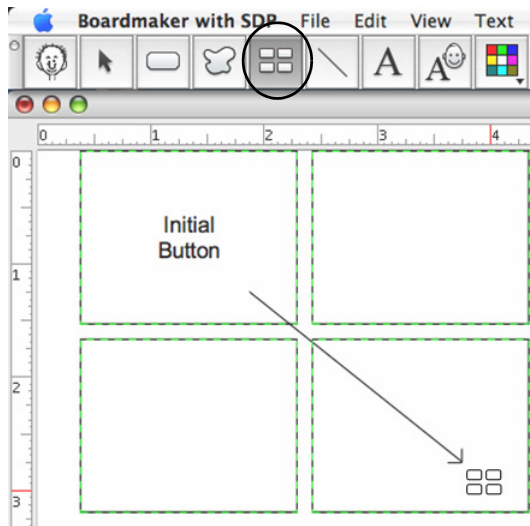 Boardmaker with SDP File Edit View Text
A A
0 1 2 3 4
0
Initial
Button
1
2
3